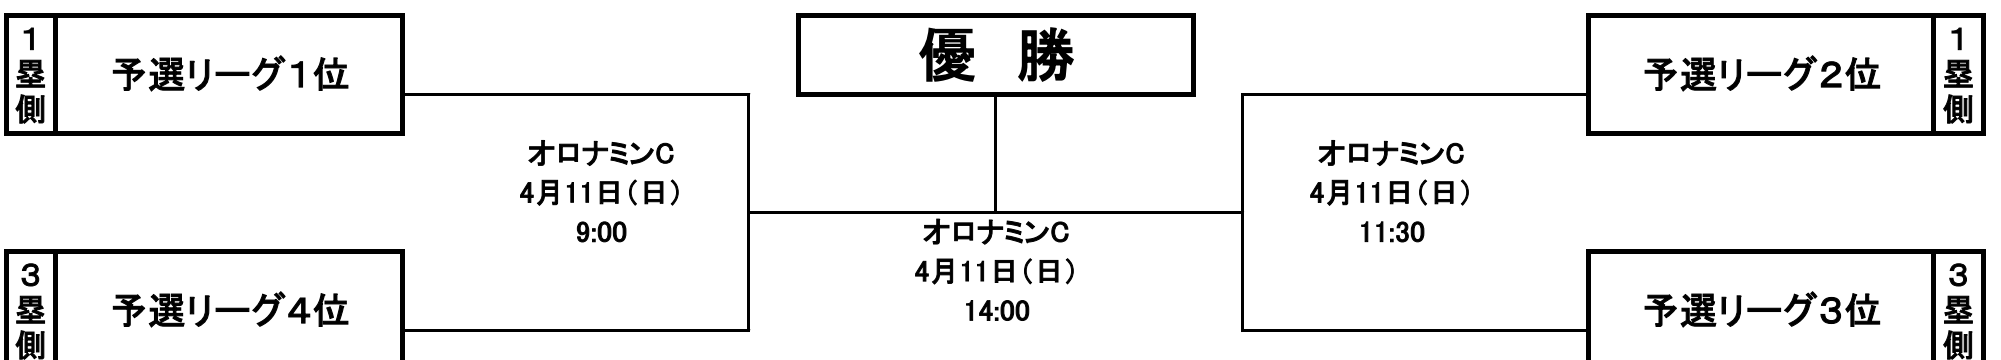 1塁側
予選リーグ1位
優　勝
予選リーグ2位
1塁側
オロナミンC
4月11日(日)
9:00
オロナミンC
4月11日(日)
11:30
オロナミンC
4月11日(日)
14:00
3塁側
予選リーグ4位
予選リーグ3位
3塁側